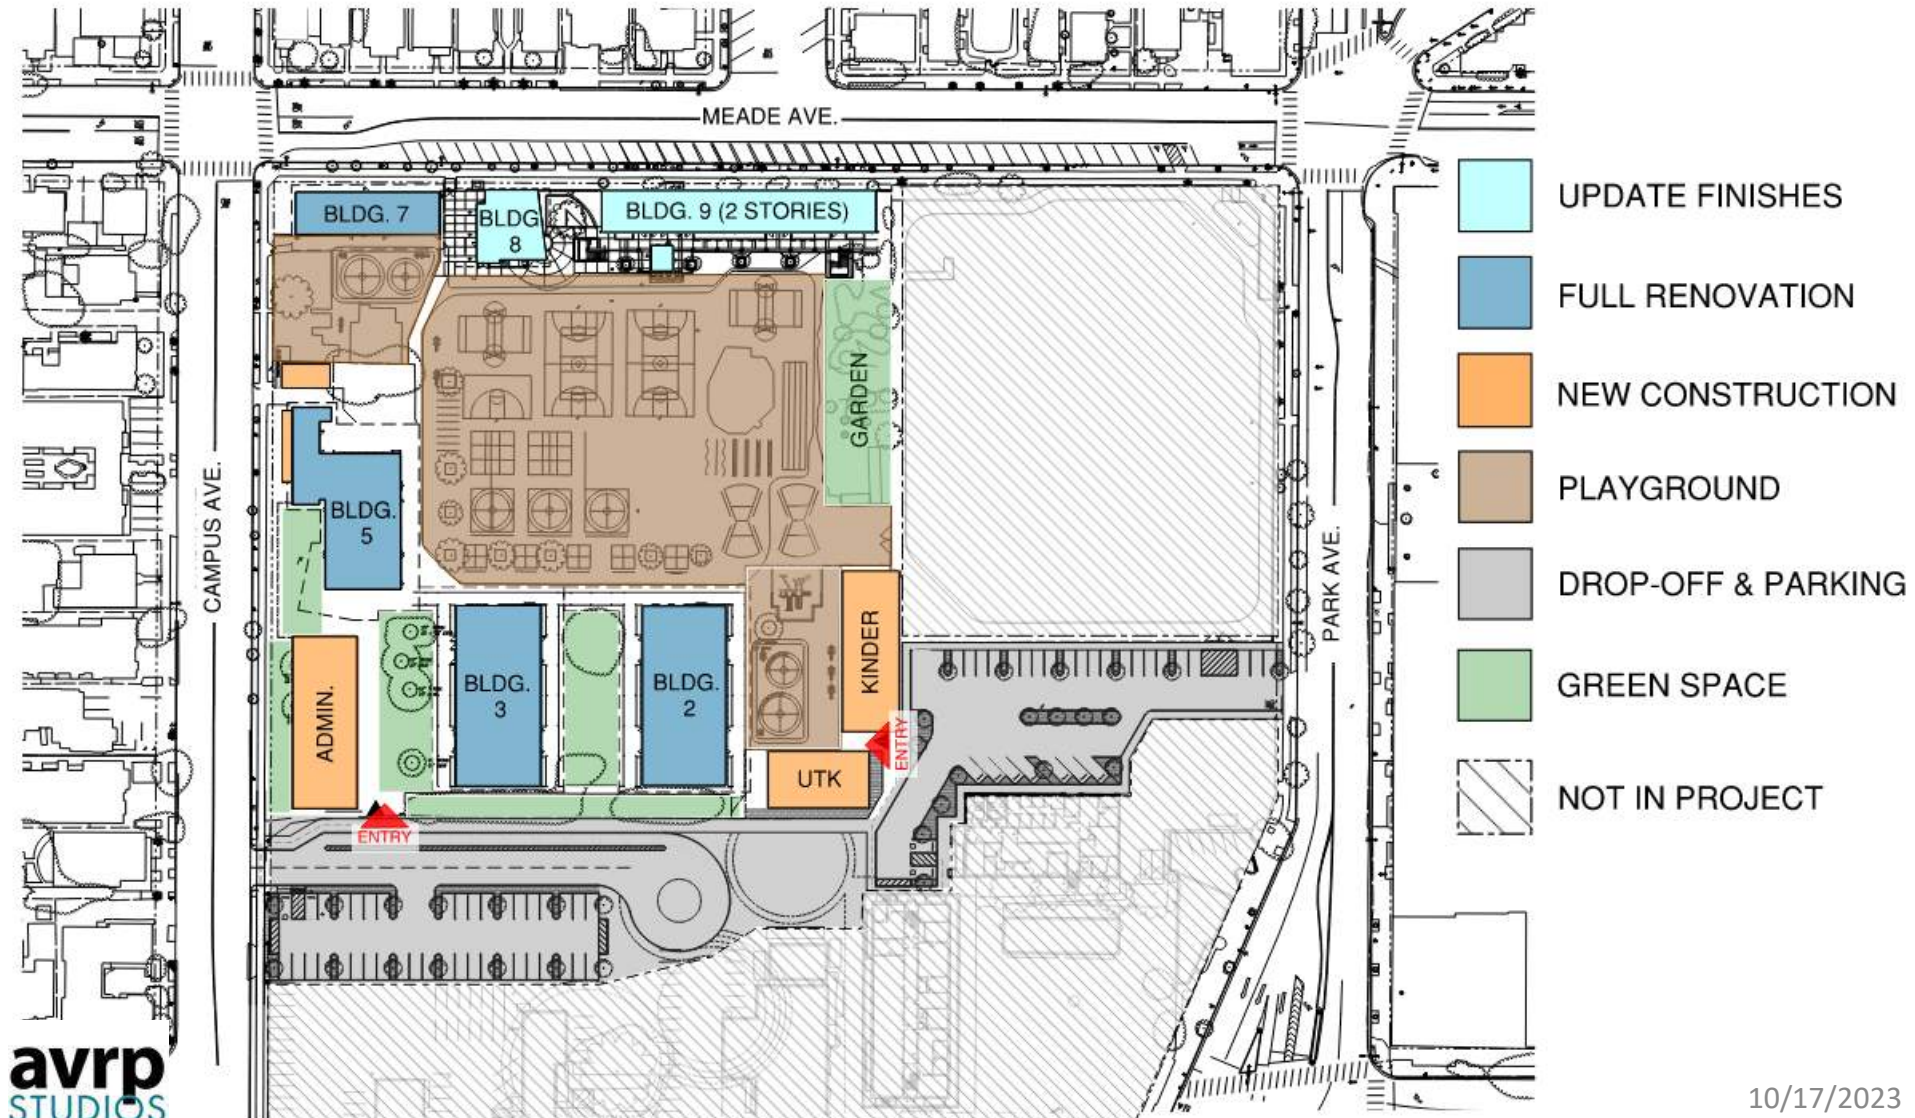 MEADE AVE.
BLDG. 7
BLDG
8
BLDG. 9 (2 STORIES)
GARDEN
CAMPUS AVE.
BLDG.
5
PARK AVE.
ADMIN.
BLDG.
3
BLDG.
2
KINDER
UTK
ENTRY
ENTRY
UPDATE FINISHES
FULL RENOVATION
NEW CONSTRUCTION
PLAYGROUND
DROP-OFF & PARKING
GREEN SPACE
NOT IN PROJECT
avrp
STUDIOS
10/17/2023